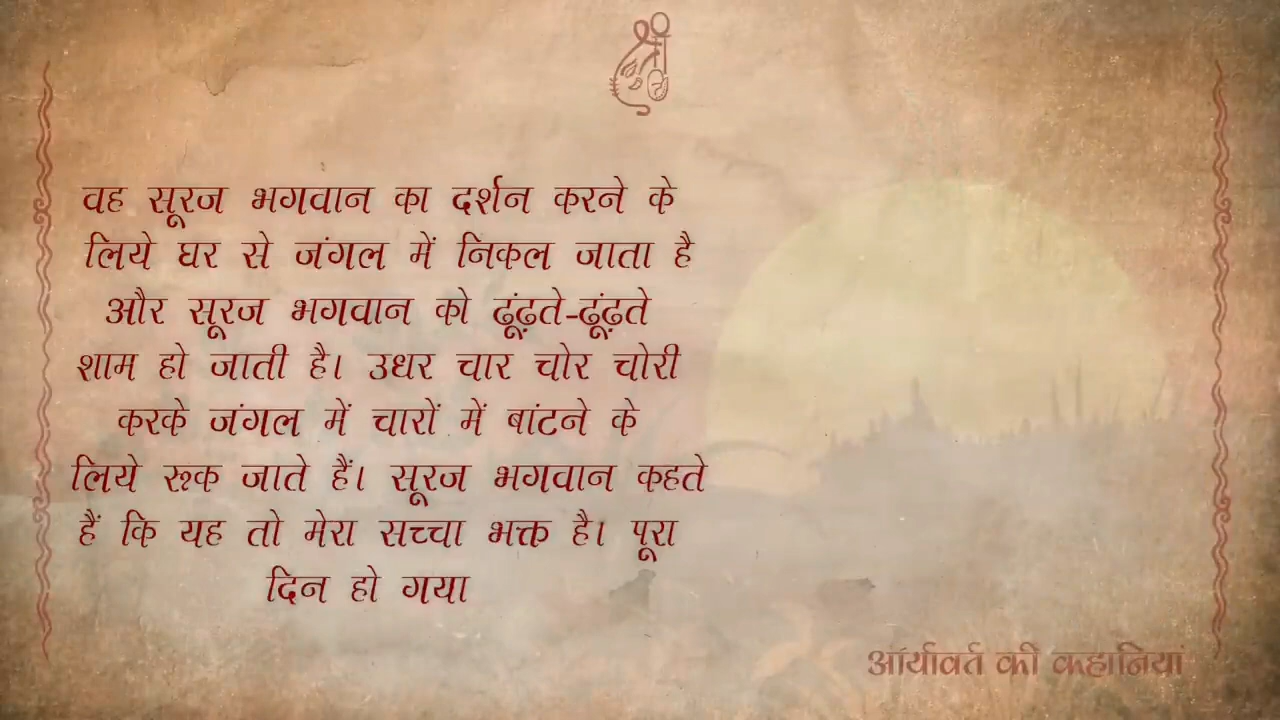 श्री
वह सूरज भगवान का दर्शन करने के
लिये घर से जंगल में निकल जाता है
और सूरज भगवान को ढूंढ़ते-ढूंढ़ते
शाम हो जाती है। उधर चार चोर चोरी
करके जंगल में चारों में बांटने के
लिये रूक जाते हैं। सूरज भगवान कहते
हैं कि यह तो मेरा सच्चा भक्त है। पूरा
दिन हो गया
आंर्यावर्त की कहानियां